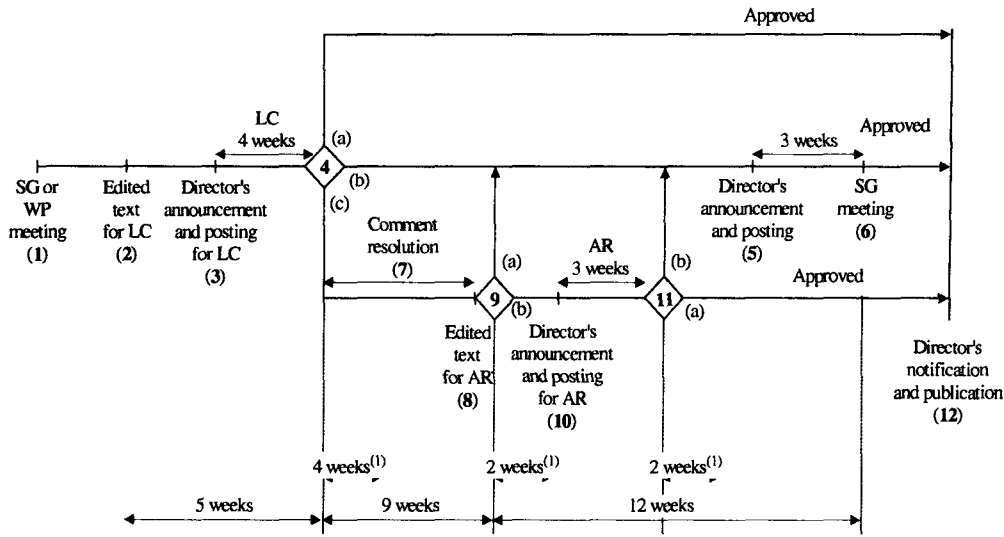 Approved
LC
4 weeks
(a)
4
(b)
(c)
3 weeks
Approved
SG or
WP
meeting
(1)
Edited
text
for LC
(2)
Director's
announcement
and posting
for LC
(3)
Director's
announcement
and posting
(5)
SG
meeting
(6)
Comment
resolution
(7)
(a)
9
(b)
AR
3 weeks
(b)
11
(a)
Approved
Edited
text
for AR
(8)
Director's
announcement
and posting
for AR
(10)
Director's
notification
and publication
(12)
4 weeks(1)
2 weeks(1)
2 weeks(1)
5 weeks
9 weeks
12 weeks